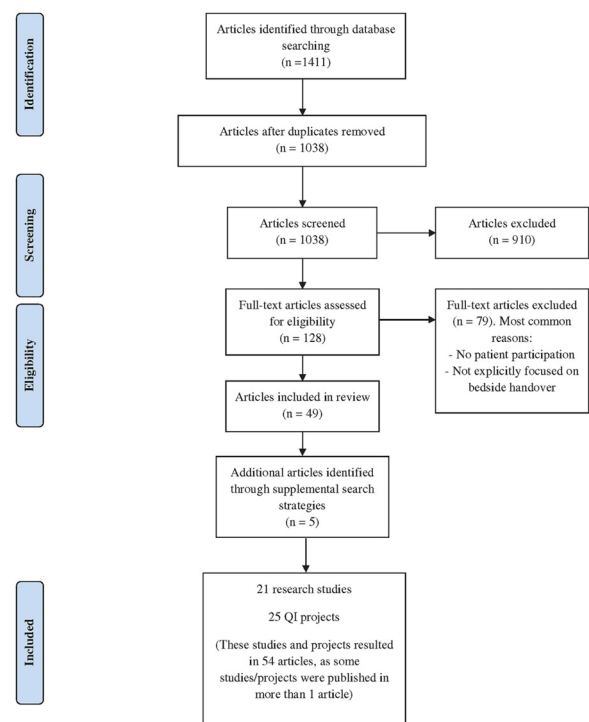 Identification
Articles identified through database
searching
(n =1411)
Articles after duplicates removed
(n = 1038)
Screening
Articles screened
(n = 1038)
Articles excluded
(n = 910)
Eligibility
Full-text articles assessed
for eligibility
(n = 128)
Full-text articles excluded
(n = 79). Most common
reasons:
- No patient participation
- Not explicitly focused on
bedside handover
Articles included in review
(n = 49)
Additional articles identified
through supplemental search
strategies
(n = 5)
Included
21 research studies
25 QI projects
(These studies and projects resulted
in 54 articles, as some
studies/projects were published in
more than 1 article)